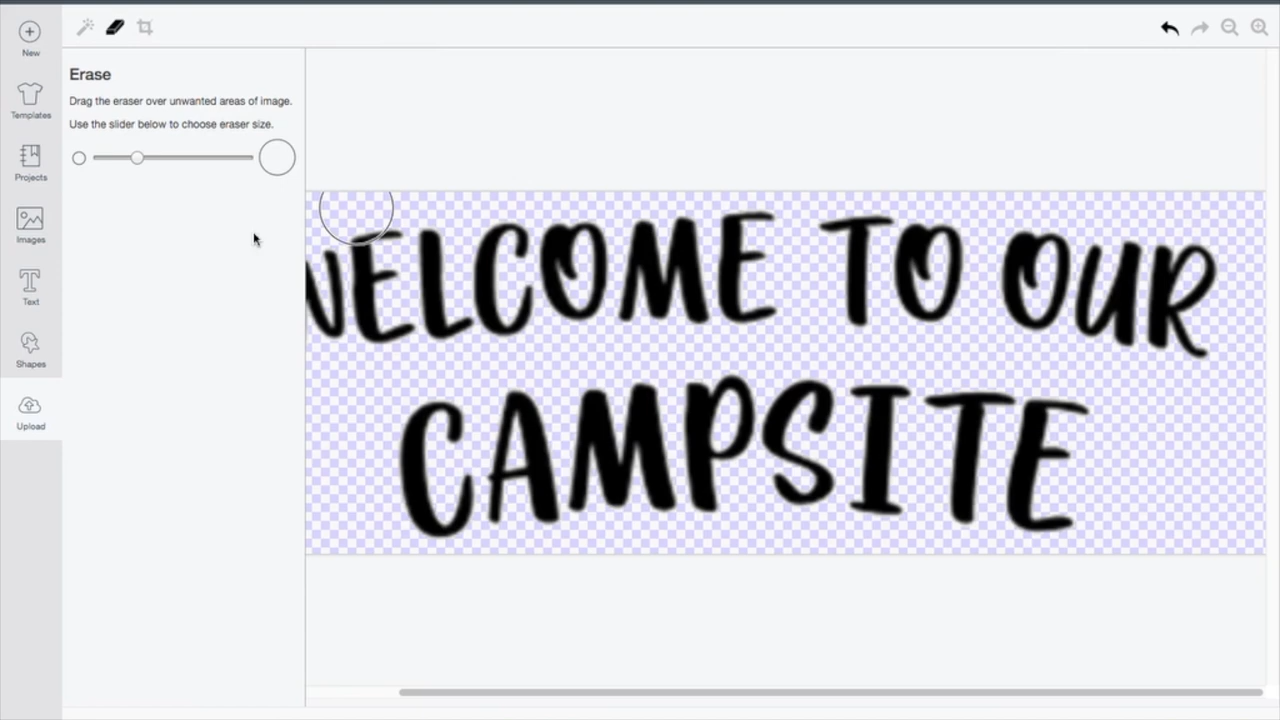 New
Templates
Projects
Images
Text
Shapes
Upload
Erase
Drag the eraser over unwanted areas of image.
Use the slider below to choose eraser size.
WELCOME TO OUR
CAMPSITE